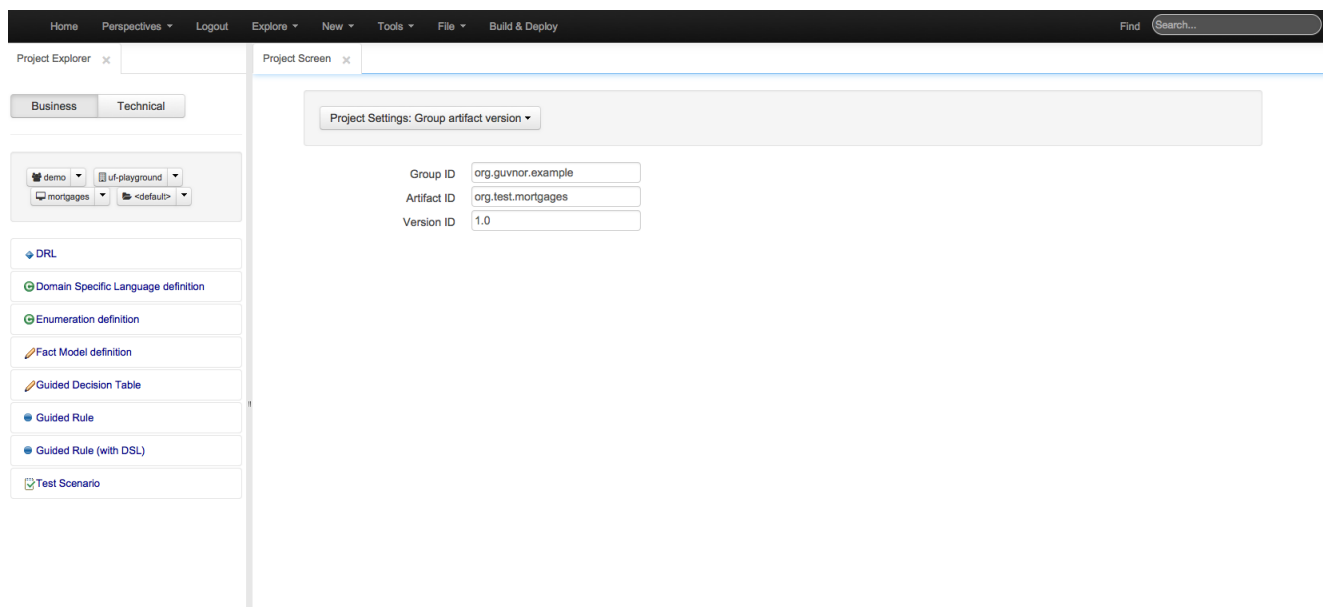 Home Perspectives Logout Explore New Tools File Build & Deploy Find Search...
Project Explorer Project Screen
Business Technical
Project Settings: Group artifact version
demo uf-playground
mortgages <default>
Group ID org.guvnor.example
Artifact ID org.test.mortgages
Version ID 1.0
DRL
Domain Specific Language definition
Enumeration definition
Fact Model definition
Guided Decision Table
Guided Rule
Guided Rule (with DSL)
Test Scenario